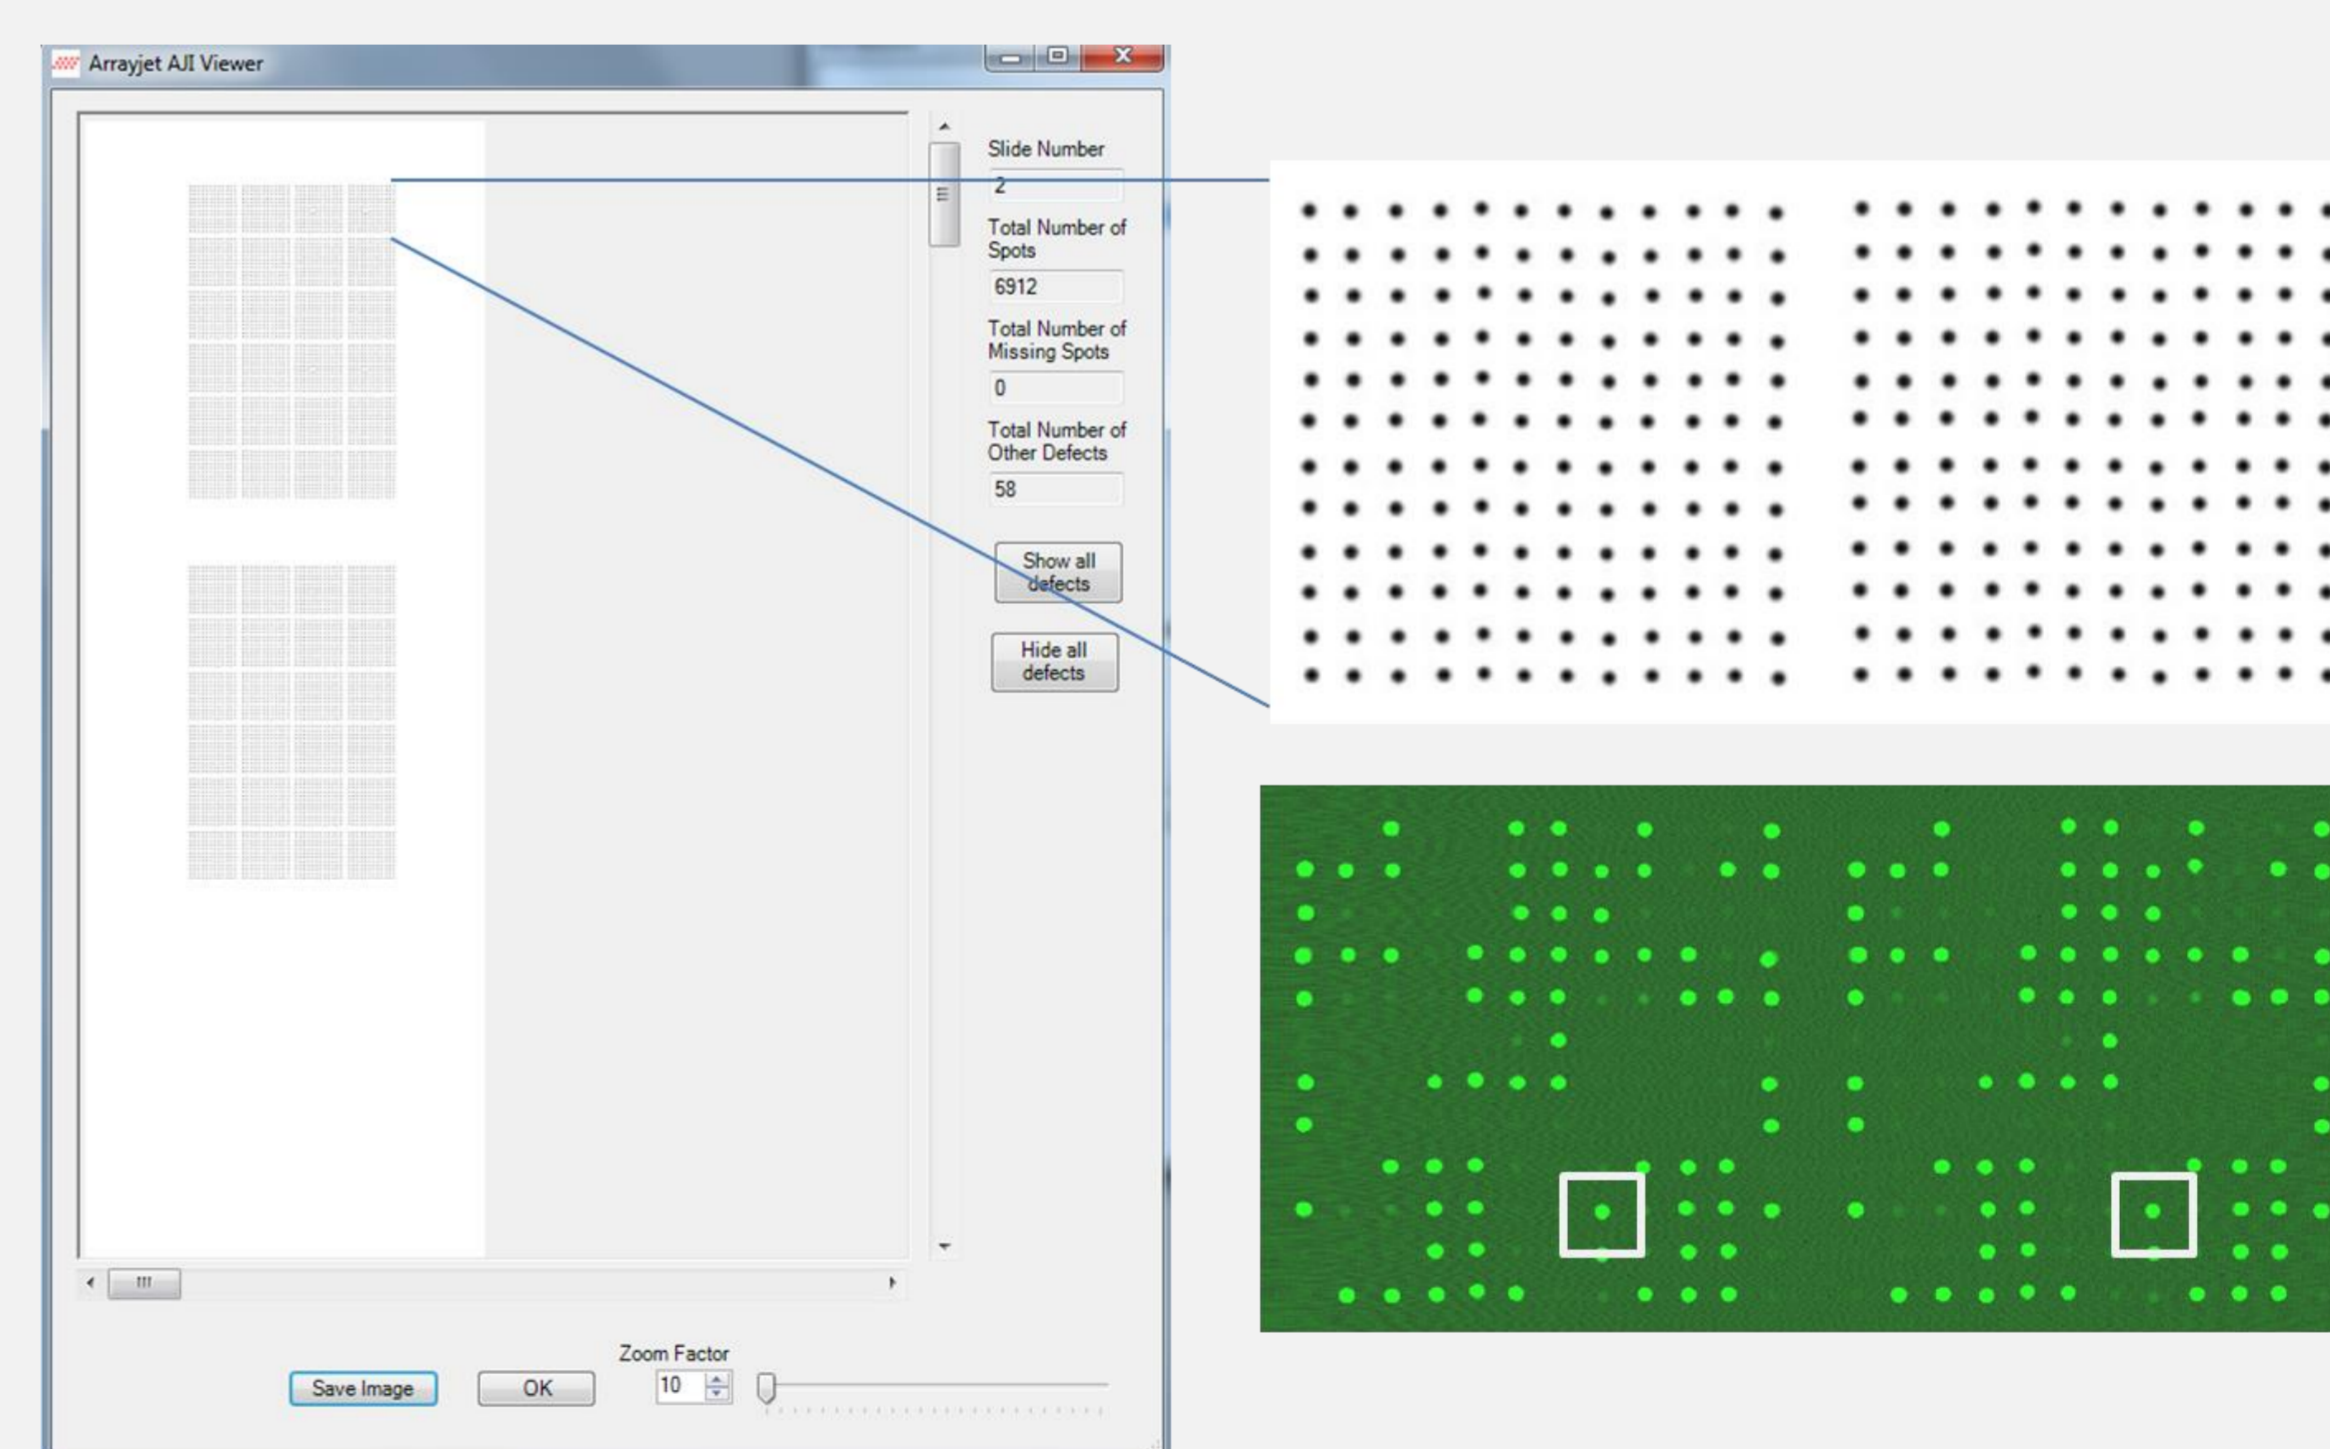 Arrayjet AJI Viewer
Slide Number
2
Total Number of
Spots
6912
Total Number of
Missing Spots
0
Total Number of
Other Defects
58
Show all
defects
Hide all
defects
Zoom Factor
Save Image
OK
10